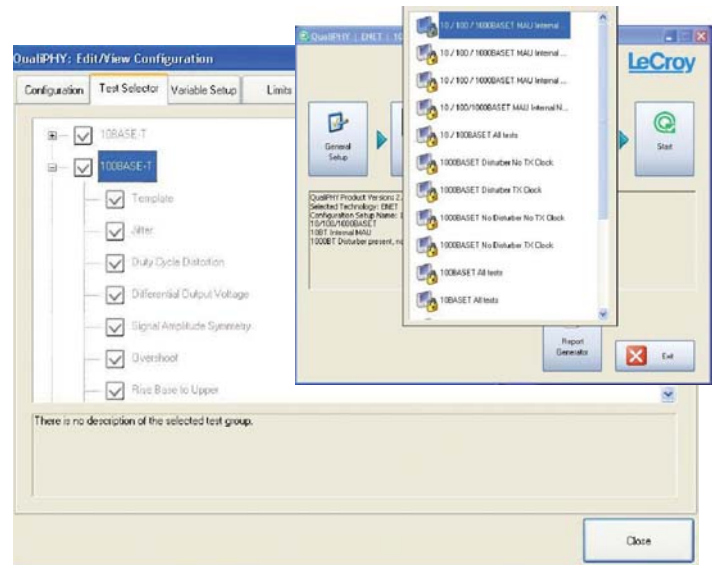 QualiPHY: Edit/View Configuration
Configuration
Test Selector
Variable Setup
Limits
10BASE-T
100BASE-T
Template
Jitter
Duty Cycle Distortion
Differential Output Voltage
Signal Amplitude Symmetry
Overshoot
Rise Base to Upper
There is no description of the selected test group.
Close
QualiPHY | ENET | 10
LeCroy
General
Setup
Start
QualiPHY Product Version: 2.
Selected Technology: ENET
Configuration Setup Name:
10/100/1000BASET
10BT Internal MAU
1000BT Disturber present, no
10 / 100 / 1000BASET MAU Internal ...
10 / 100 / 1000BASET MAU Internal ...
10 / 100 / 1000BASET MAU Internal ...
10 / 100/1000BASET MAU Internal N...
10 / 100BASET All tests
1000BASET Disturber No TX Clock
1000BASET Disturber TX Clock
1000BASET No Disturber No TX Clock
1000BASET No Disturber TX Clock
100BASET All tests
10BASET All tests
Report
Generator
Exit